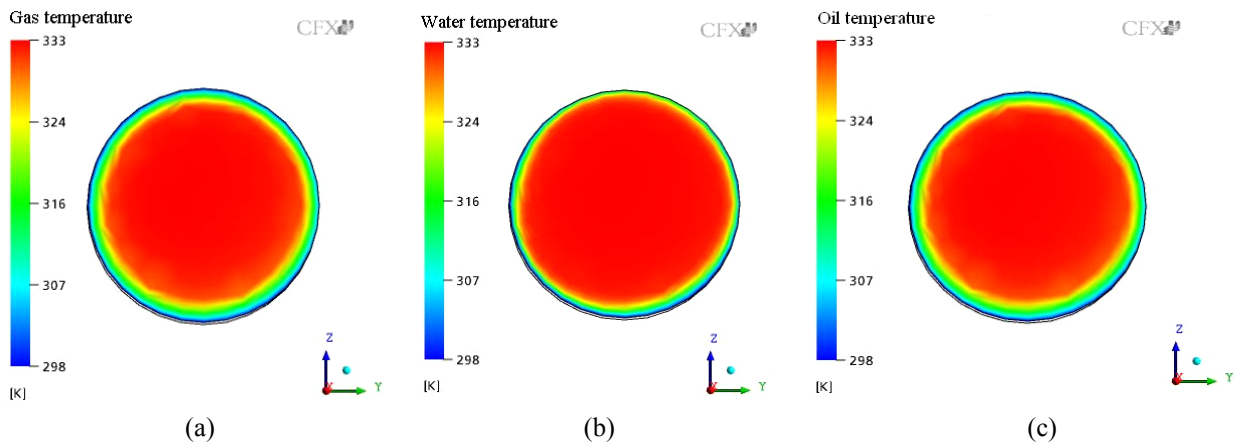 Gas temperature
CFX
333
324
316
307
298
[K]
Z
Y
X
(a)
Water temperature
CFX
333
324
316
307
298
[K]
Z
Y
X
(b)
Oil temperature
CFX
333
324
316
307
298
[K]
Z
Y
X
(c)